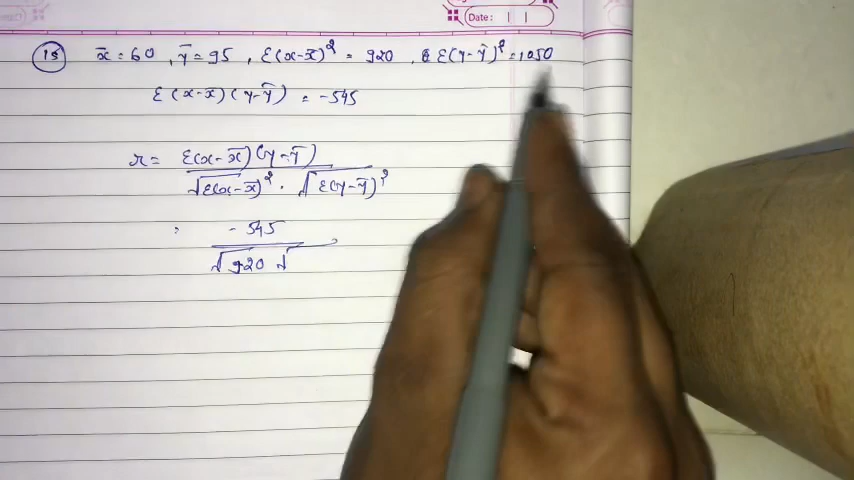 Date: | |
15 x̄ = 60 , ȳ = 95 , Σ(x-x̄)² = 920 , & Σ(y-ȳ)² = 1050
Σ(x-x̄)(y-ȳ) = -545
r = Σ(x-x̄)(y-ȳ)
√Σ(x-x̄)² · √Σ(y-ȳ)²
= -545
√920 √